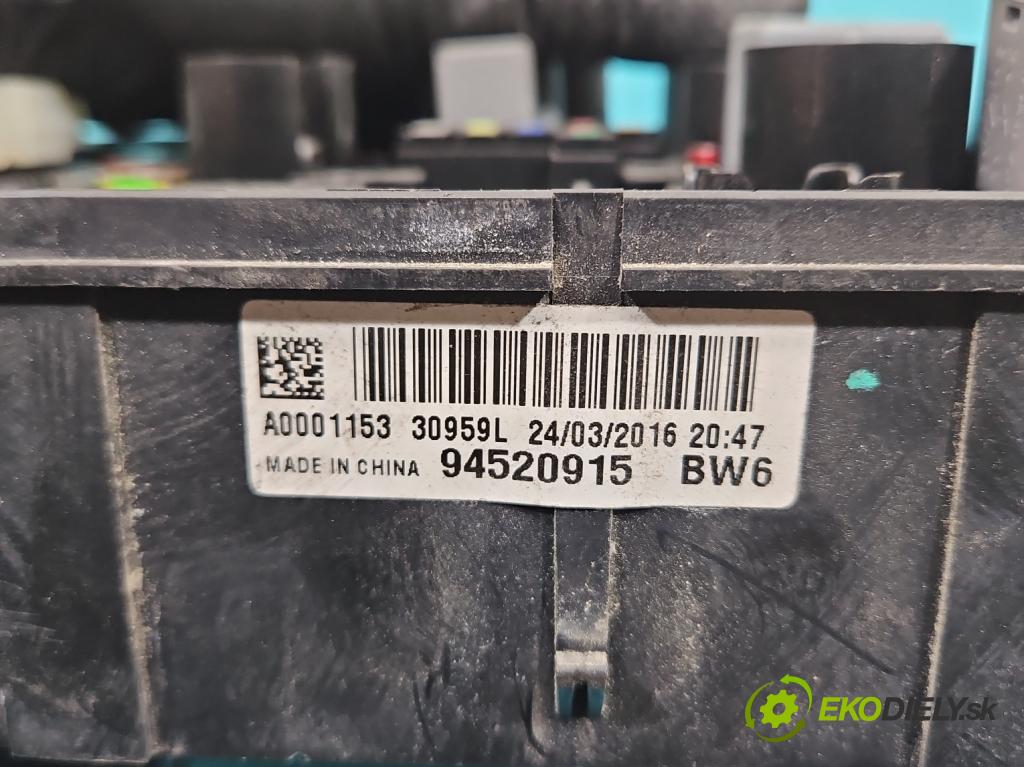 A0001153 30959L 24/03/2016 20:47
MADE IN CHINA 94520915 BW6
EKODIELY.sk